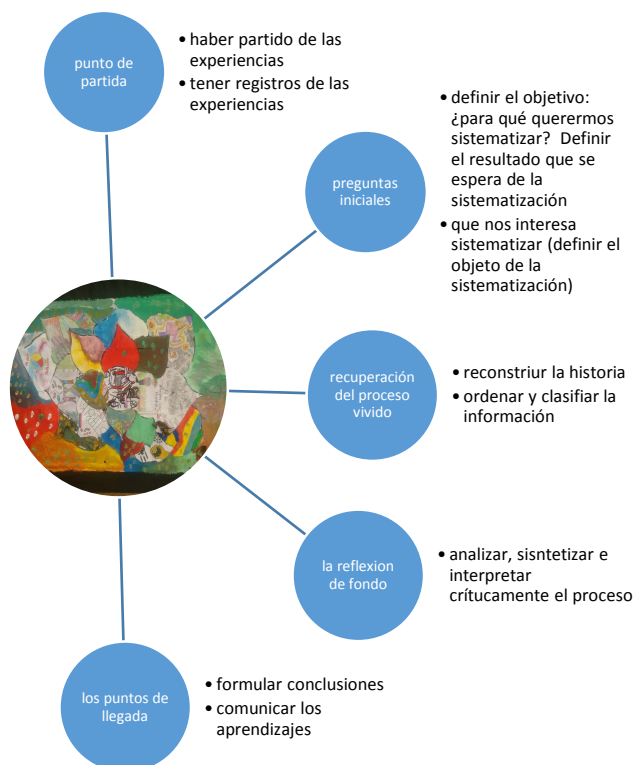 punto de
partida
• haber partido de las
experiencias
• tener registros de las
experiencias
preguntas
iniciales
• definir el objetivo:
¿para qué querermos
sistematizar? Definir
el resultado que se
espera de la
sistematización
• que nos interesa
sistematizar (definir el
objeto de la
sistematización)
recuperación
del proceso
vivido
• reconstriur la historia
• ordenar y clasifiar la
información
la reflexion
de fondo
• analizar, sisntetizar e
interpretar
crítucamente el proceso
los puntos de
llegada
• formular conclusiones
• comunicar los
aprendizajes